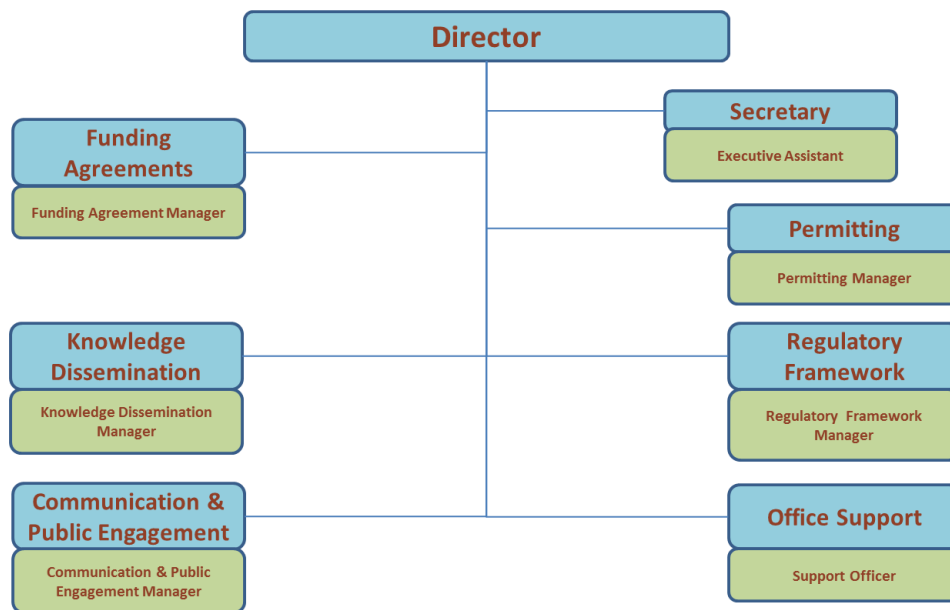 Director
Secretary
Executive Assistant
Funding
Agreements
Funding Agreement Manager
Permitting
Permitting Manager
Knowledge
Dissemination
Knowledge Dissemination
Manager
Regulatory
Framework
Regulatory Framework
Manager
Communication &
Public Engagement
Communication & Public
Engagement Manager
Office Support
Support Officer